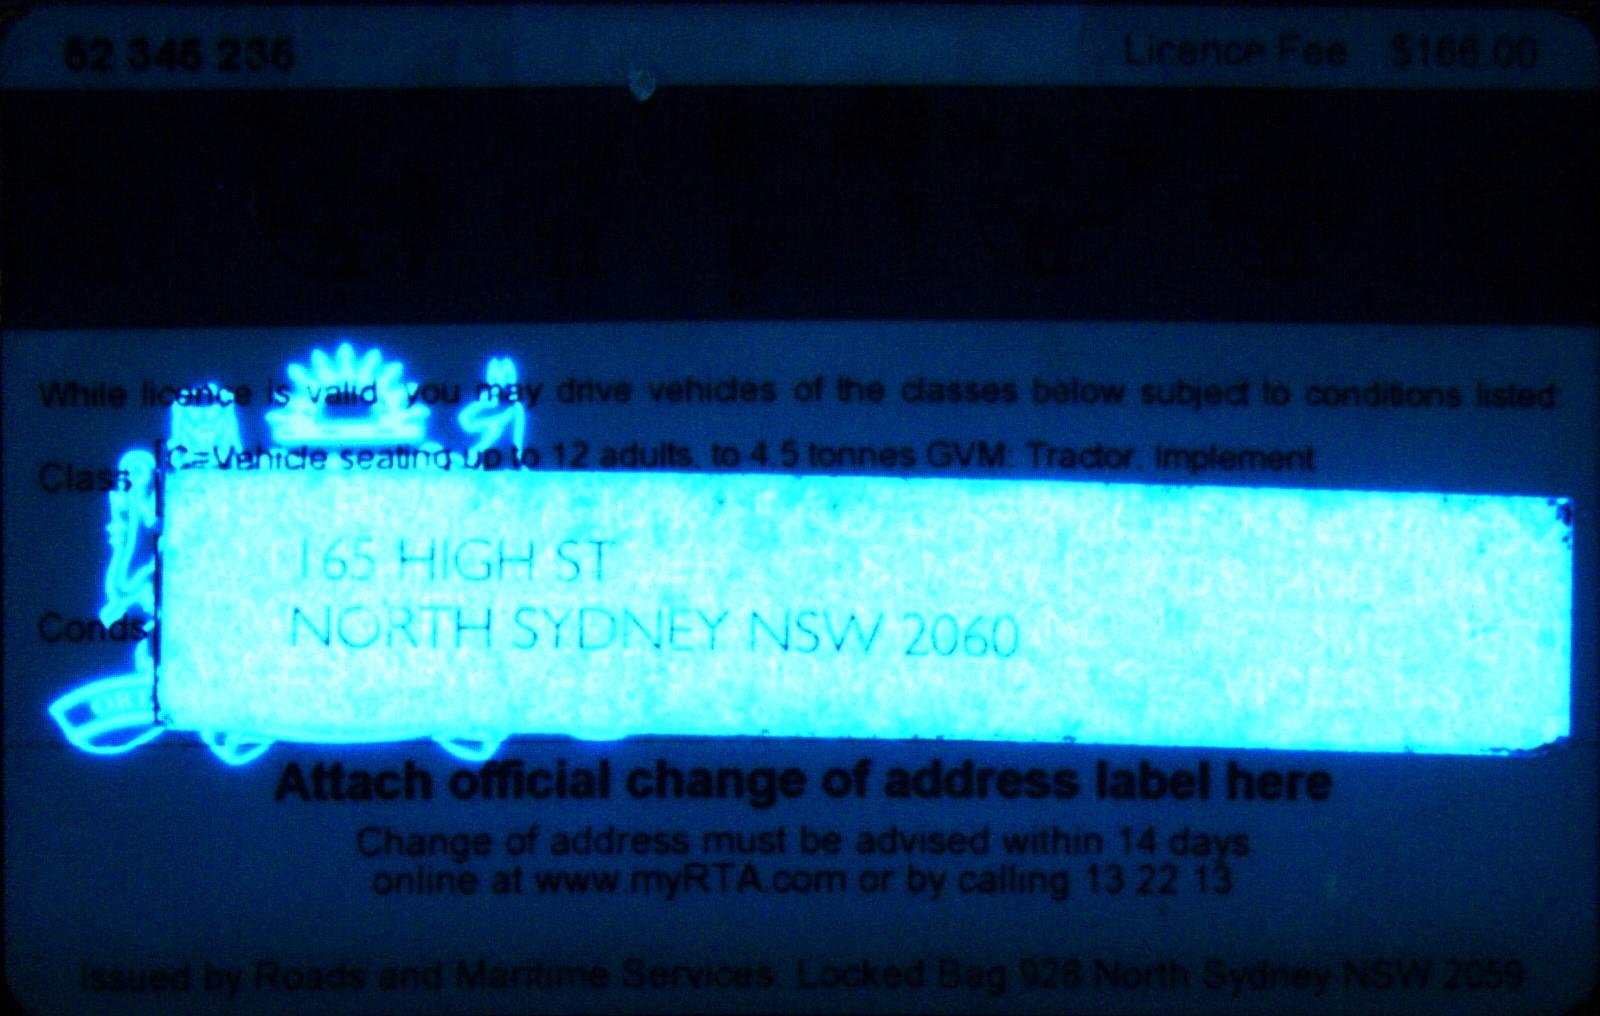 52 345 235
Licence Fee $166.00
While licence is valid, you may drive vehicles of the classes below subject to conditions listed:
Class
C=Vehicle seating up to 12 adults, to 4.5 tonnes GVM; Tractor, Implement
165 HIGH ST
NORTH SYDNEY NSW 2060
Conds
Attach official change of address label here
Change of address must be advised within 14 days
online at www.myRTA.com or by calling 13 22 13
Issued by Roads and Maritime Services. Locked Bag 928 North Sydney NSW 2059